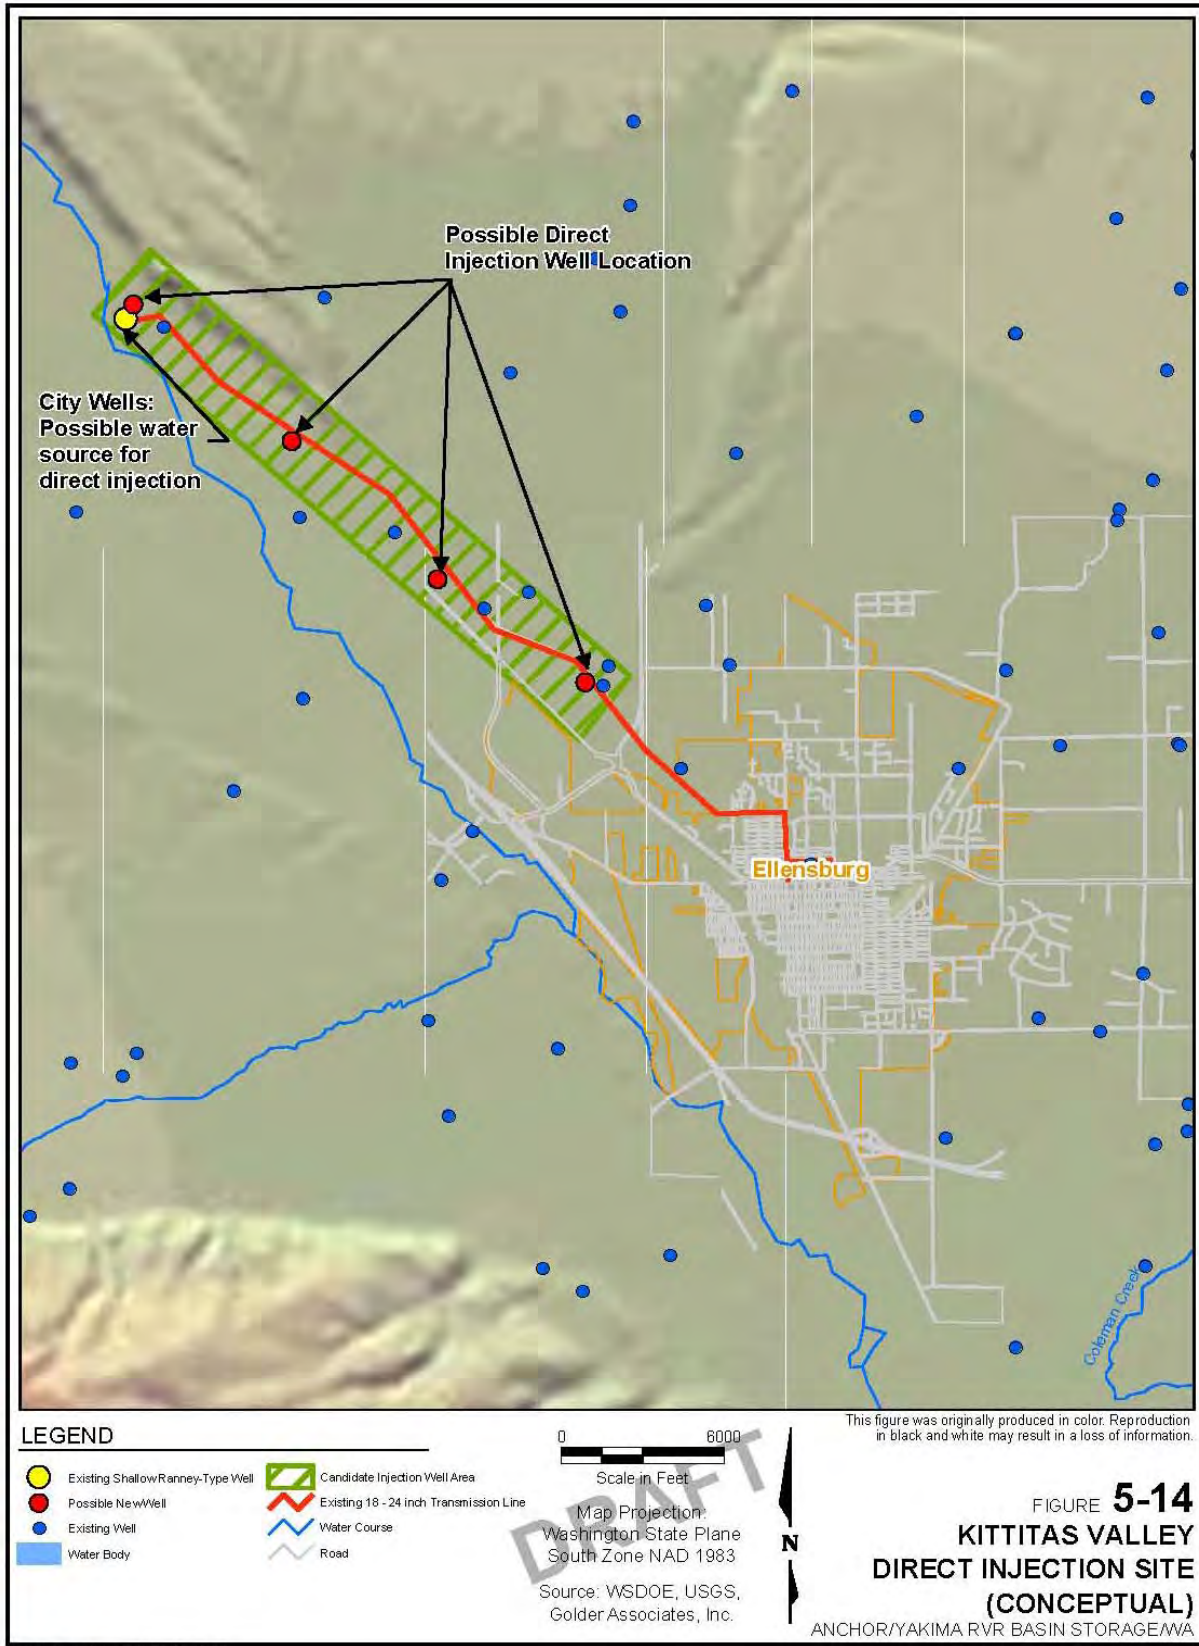 Possible Direct
Injection Well Location
City Wells:
Possible water
source for
direct injection
Ellensburg
Coleman Creek
This figure was originally produced in color. Reproduction
in black and white may result in a loss of information.
LEGEND
Existing Shallow Ranney-Type Well
Possible New Well
Existing Well
Water Body
Candidate Injection Well Area
Existing 18 - 24 inch Transmission Line
Water Course
Road
0 6000
Scale in Feet
Map Projection:
Washington State Plane
South Zone NAD 1983
Source: WSDOE, USGS,
Golder Associates, Inc.
DRAFT
N
FIGURE 5-14
KITTITAS VALLEY
DIRECT INJECTION SITE
(CONCEPTUAL)
ANCHOR/YAKIMA RVR BASIN STORAGE/WA